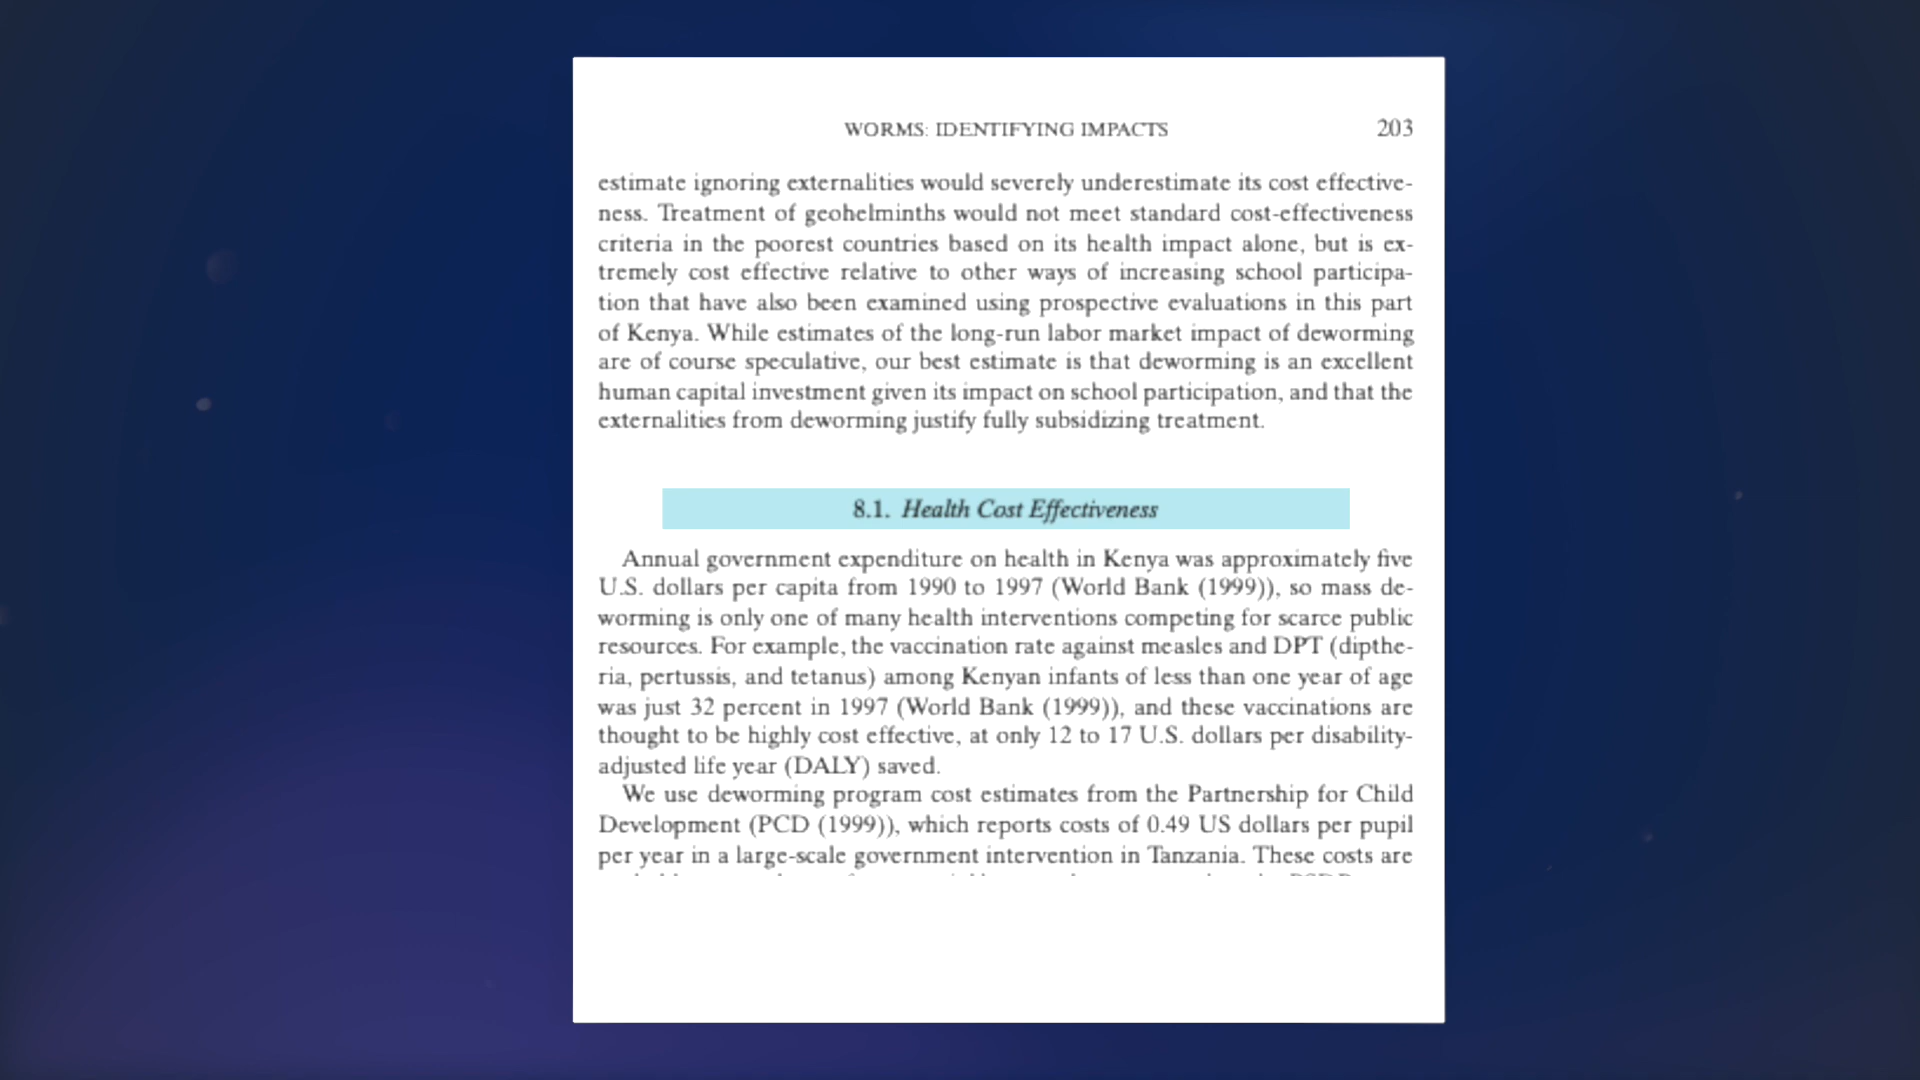 WORMS: IDENTIFYING IMPACTS 203
estimate ignoring externalities would severely underestimate its cost effective-
ness. Treatment of geohelminths would not meet standard cost-effectiveness
criteria in the poorest countries based on its health impact alone, but is ex-
tremely cost effective relative to other ways of increasing school participa-
tion that have also been examined using prospective evaluations in this part
of Kenya. While estimates of the long-run labor market impact of deworming
are of course speculative, our best estimate is that deworming is an excellent
human capital investment given its impact on school participation, and that the
externalities from deworming justify fully subsidizing treatment.
8.1. Health Cost Effectiveness
Annual government expenditure on health in Kenya was approximately five
U.S. dollars per capita from 1990 to 1997 (World Bank (1999)), so mass de-
worming is only one of many health interventions competing for scarce public
resources. For example, the vaccination rate against measles and DPT (dipthe-
ria, pertussis, and tetanus) among Kenyan infants of less than one year of age
was just 32 percent in 1997 (World Bank (1999)), and these vaccinations are
thought to be highly cost effective, at only 12 to 17 U.S. dollars per disability-
adjusted life year (DALY) saved.
We use deworming program cost estimates from the Partnership for Child
Development (PCD (1999)), which reports costs of 0.49 US dollars per pupil
per year in a large-scale government intervention in Tanzania. These costs are